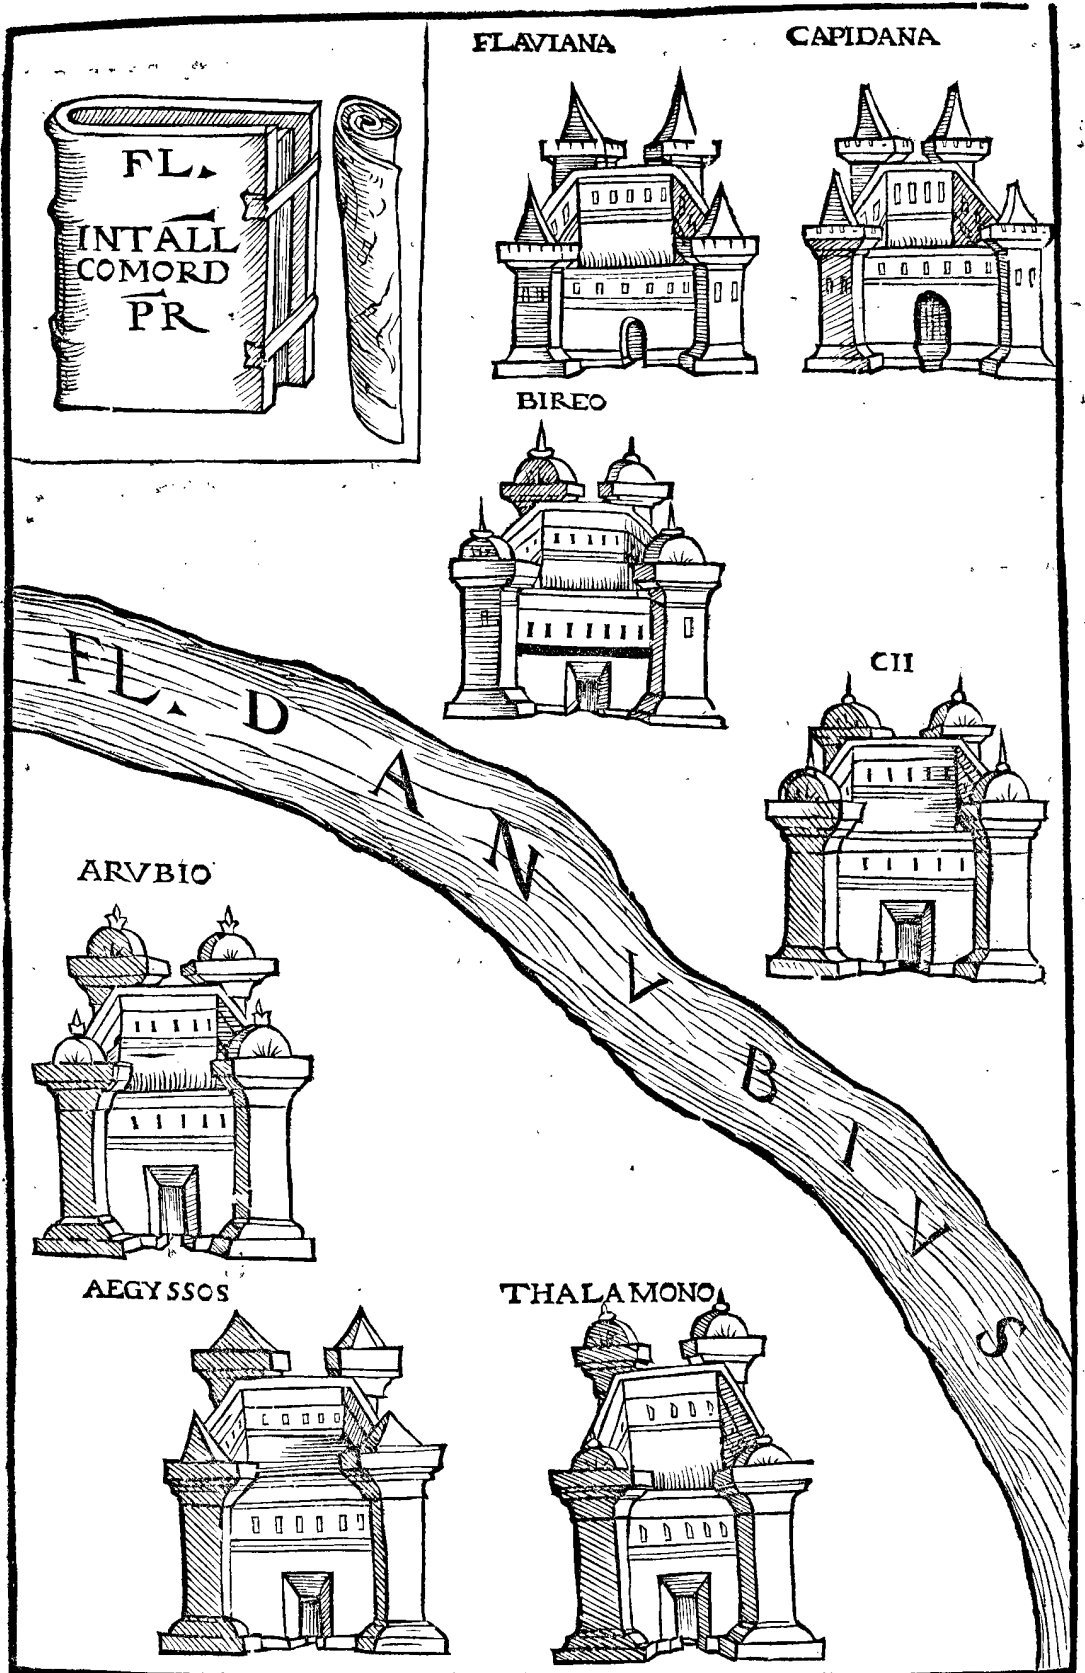 FL.
INTALL
COMORD
PR
FLAVIANA
CAPIDANA
BIREO
CII
FL. DANVBIVS
ARVBIO
AEGYSSOS
THALAMONO